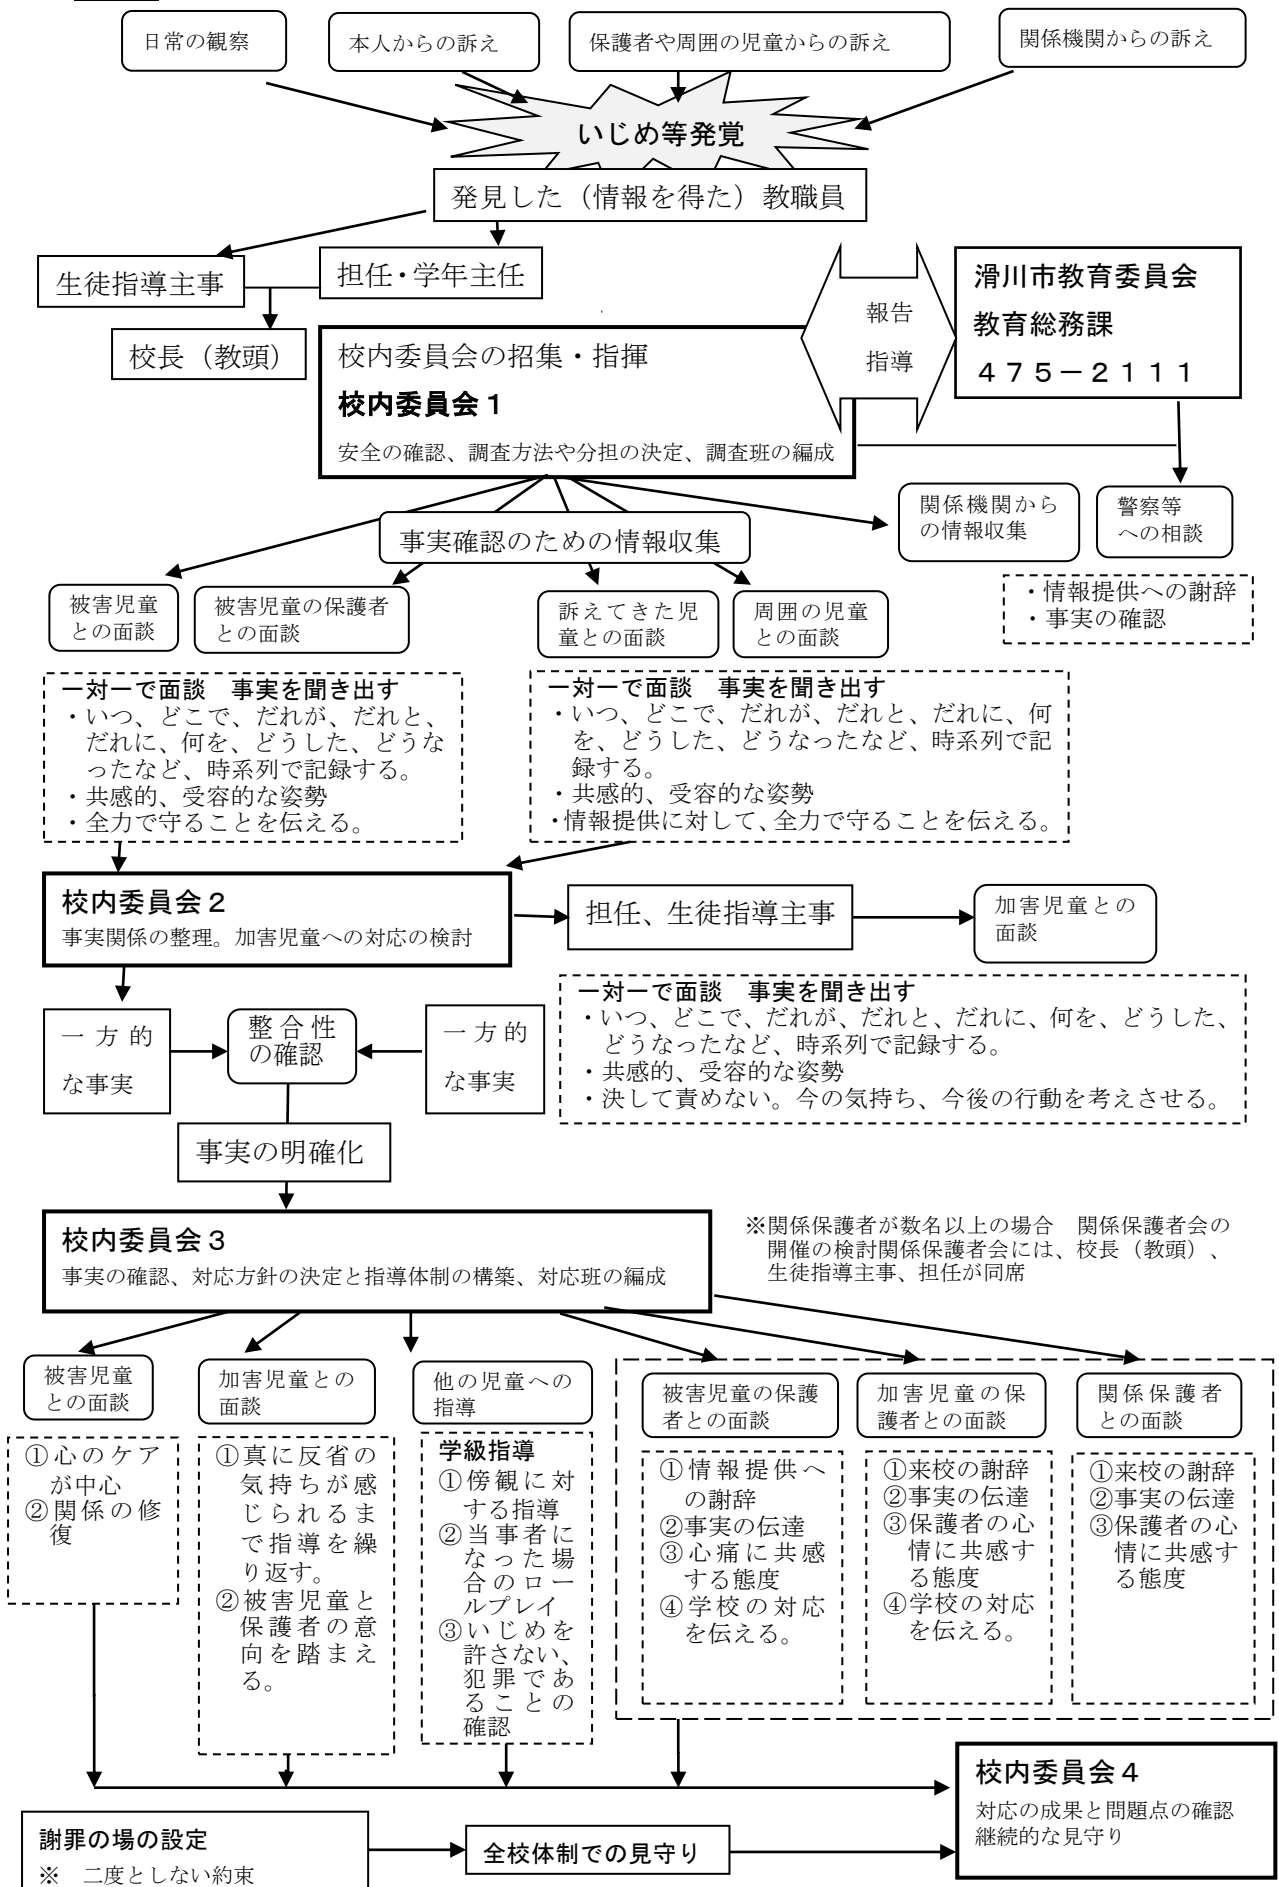 日常の観察
本人からの訴え
保護者や周囲の児童からの訴え
関係機関からの訴え
いじめ等発覚
発見した（情報を得た）教職員
生徒指導主事
担任・学年主任
校長（教頭）
校内委員会の招集・指揮
校内委員会１
安全の確認、調査方法や分担の決定、調査班の編成
報告
指導
滑川市教育委員会
教育総務課
４７５－２１１１
事実確認のための情報収集
関係機関から
の情報収集
警察等
への相談
・情報提供への謝辞
・事実の確認
被害児童
との面談
被害児童の保護者
との面談
訴えてきた児
童との面談
周囲の児童
との面談
一対一で面談　事実を聞き出す
・いつ、どこで、だれが、だれと、
だれに、何を、どうした、どうな
ったなど、時系列で記録する。
・共感的、受容的な姿勢
・全力で守ることを伝える。
一対一で面談　事実を聞き出す
・いつ、どこで、だれが、だれと、だれに、何
を、どうした、どうなったなど、時系列で記
録する。
・共感的、受容的な姿勢
・情報提供に対して、全力で守ることを伝える。
校内委員会２
事実関係の整理。加害児童への対応の検討
担任、生徒指導主事
加害児童との
面談
一対一で面談　事実を聞き出す
・いつ、どこで、だれが、だれと、だれに、何を、どうした、
どうなったなど、時系列で記録する。
・共感的、受容的な姿勢
・決して責めない。今の気持ち、今後の行動を考えさせる。
一方的
な事実
整合性
の確認
一方的
な事実
事実の明確化
校内委員会３
事実の確認、対応方針の決定と指導体制の構築、対応班の編成
※関係保護者が数名以上の場合　関係保護者会の
開催の検討関係保護者会には、校長（教頭）、
生徒指導主事、担任が同席
被害児童
との面談
①心のケア
が中心
②関係の修
復
加害児童との
面談
①真に反省の
気持ちが感
じられるま
で指導を繰
り返す。
②被害児童と
保護者の意
向を踏まえ
る。
他の児童への
指導
学級指導
①傍観に対
する指導
②当事者に
なった場
合のロー
ルプレイ
③いじめを
許さない、
犯罪であ
ることの
確認
被害児童の保護
者との面談
①情報提供へ
の謝辞
②事実の伝達
③心痛に共感
する態度
④学校の対応
を伝える。
加害児童の保
護者との面談
①来校の謝辞
②事実の伝達
③保護者の心
情に共感す
る態度
④学校の対応
を伝える。
関係保護者
との面談
①来校の謝辞
②事実の伝達
③保護者の心
情に共感す
る態度
校内委員会４
対応の成果と問題点の確認
継続的な見守り
謝罪の場の設定
※　二度としない約束
全校体制での見守り